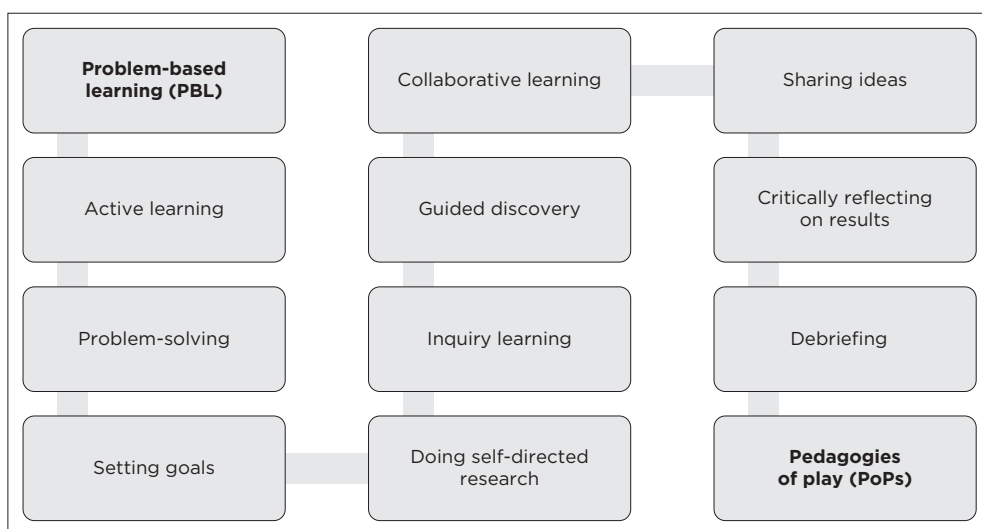 Problem-based
learning (PBL)
Active learning
Problem-solving
Setting goals
Doing self-directed
research
Inquiry learning
Guided discovery
Collaborative learning
Sharing ideas
Critically reflecting
on results
Debriefing
Pedagogies
of play (PoPs)